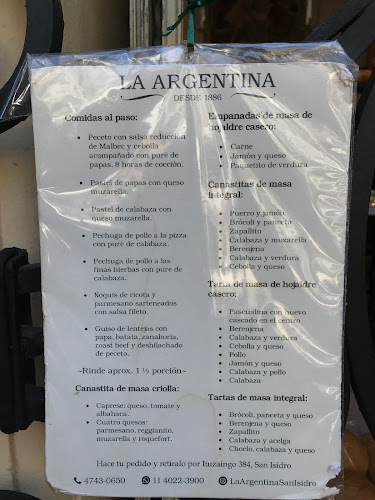 LA ARGENTINA
DESDE 1886
Comidas al paso:
• Peceto con salsa reducción
de Malbec y cebolla
acompañado con puré de
papas. 8 horas de cocción.
• Pastel de papas con queso
muzarella.
• Pastel de calabaza con
queso muzarella.
• Pechuga de pollo a la pizza
con puré de calabaza.
• Pechuga de pollo a las
finas hierbas con pure de
calabaza.
• Ñoquis de ricota y
parmesano sarteneados
con salsa fileto.
• Guiso de lentejas con
papa, batata, zanahoria,
roast beef y deshilachado
de peceto.
~Rinde aprox. 1 ½ porción~
Canastita de masa criolla:
• Caprese: queso, tomate y
albahaca.
• Cuatro quesos:
parmesano, reggianito,
muzarella y roquefort.
Empanadas de masa de
hojaldre casero:
• Carne
• Jamón y queso
• Paquetito de verdura
Canastitas de masa
integral:
• Puerro y jamón
• Brócoli y panceta
• Zapallito
• Calabaza y muzarella
• Berenjena
• Calabaza y verdura
• Cebolla y queso
Tarta de masa de hojaldre
casero:
• Pascualina con huevo
cascado en el centro
• Berenjena
• Calabaza y verdura
• Cebolla y queso
• Pollo
• Jamón y queso
• Calabaza y pollo
• Calabaza
Tartas de masa integral:
• Brócoli, panceta y queso
• Berenjena y queso
• Zapallito
• Calabaza y acelga
• Choclo, calabaza y queso
Hace tu pedido y retiralo por Ituzaingo 384, San Isidro
4743-0650 11 4022-3900 LaArgentinaSanIsidro